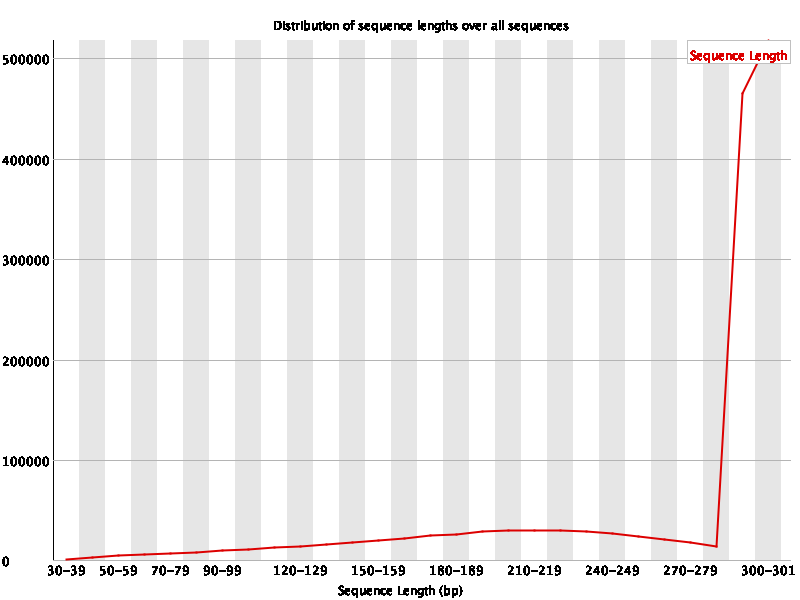 Distribution of sequence lengths over all sequences
Sequence Length
500000
400000
300000
200000
100000
0
30-39 50-59 70-79 90-99 120-129 150-159 180-189 210-219 240-249 270-279 300-301
Sequence Length (bp)